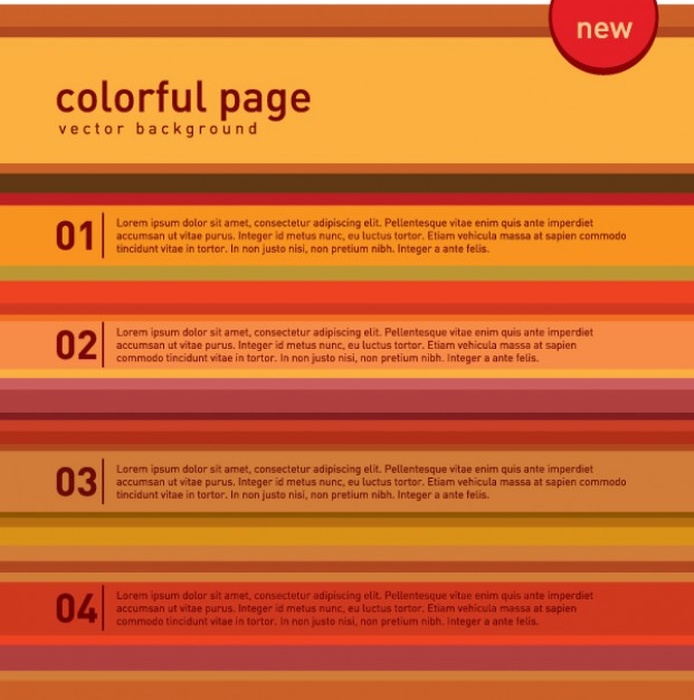 new
colorful page
vector background
01
Lorem ipsum dolor sit amet, consectetur adipiscing elit. Pellentesque vitae enim quis ante imperdiet
accumsan ut vitae purus. Integer id metus nunc, eu luctus tortor. Etiam vehicula massa at sapien commodo
tincidunt vitae in tortor. In non justo nisi, non pretium nibh. Integer a ante felis.
02
Lorem ipsum dolor sit amet, consectetur adipiscing elit. Pellentesque vitae enim quis ante imperdiet
accumsan ut vitae purus. Integer id metus nunc, eu luctus tortor. Etiam vehicula massa at sapien
commodo tincidunt vitae in tortor. In non justo nisi, non pretium nibh. Integer a ante felis.
03
Lorem ipsum dolor sit amet, consectetur adipiscing elit. Pellentesque vitae enim quis ante imperdiet
accumsan ut vitae purus. Integer id metus nunc, eu luctus tortor. Etiam vehicula massa at sapien commodo
tincidunt vitae in tortor. In non justo nisi, non pretium nibh. Integer a ante felis.
04
Lorem ipsum dolor sit amet, consectetur adipiscing elit. Pellentesque vitae enim quis ante imperdiet
accumsan ut vitae purus. Integer id metus nunc, eu luctus tortor. Etiam vehicula massa at sapien
commodo tincidunt vitae in tortor. In non justo nisi, non pretium nibh. Integer a ante felis.